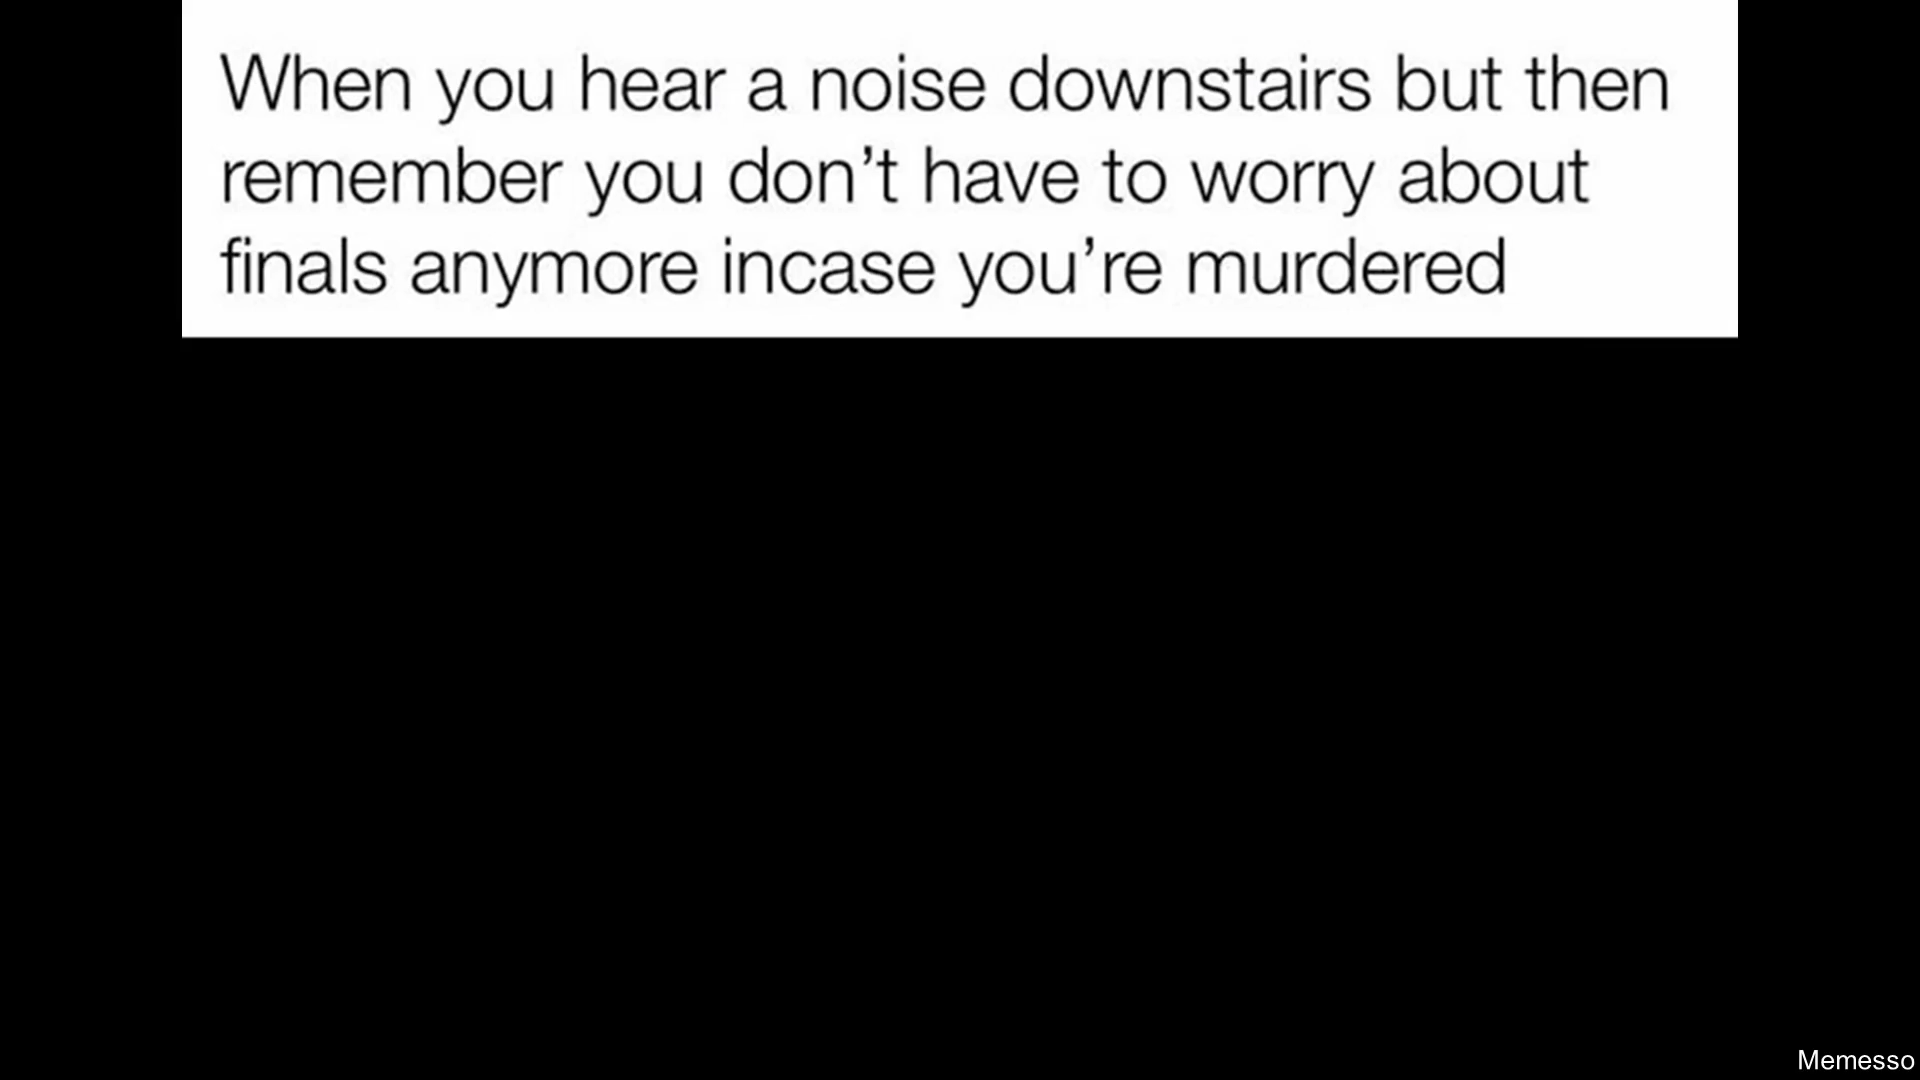 When you hear a noise downstairs but then
remember you don’t have to worry about
finals anymore incase you’re murdered
Memesso